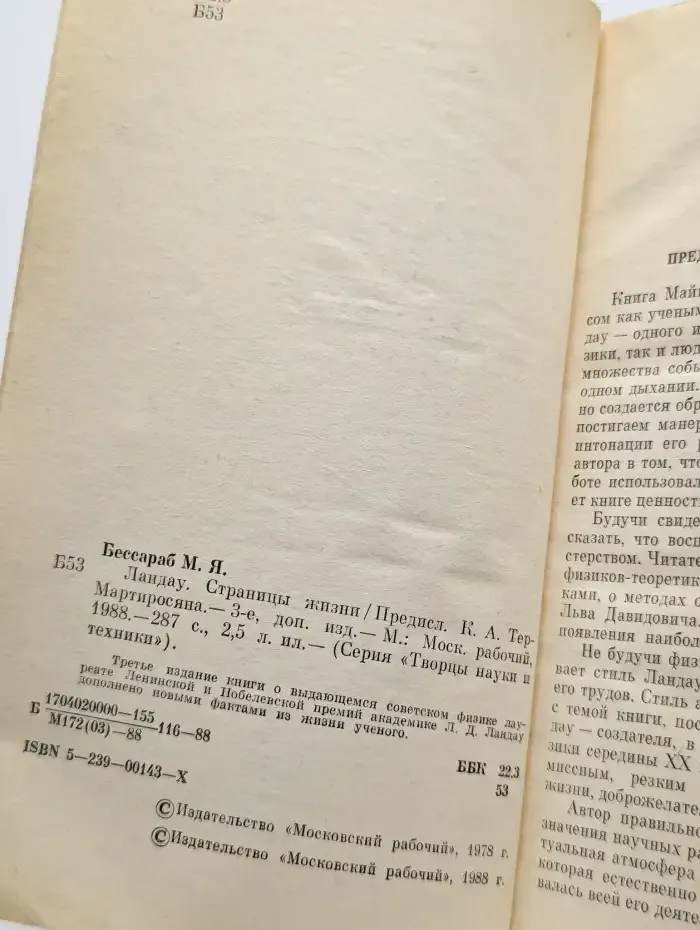 Б53
Бессараб М. Я.
Б53
Ландау. Страницы жизни / Предисл. К. А. Тер-
Мартиросяна.— 3-е, доп. изд.— М.: Моск. рабочий,
1988.—287 с., 2,5 л. ил.— (Серия «Творцы науки и
техники»).
Третье издание книги о выдающемся советском физике лау-
реате Ленинской и Нобелевской премий академике Л. Д. Ландау
дополнено новыми фактами из жизни ученого.
Б 1704020000—155 116—88
М172(03)—88
ББК 22.3
53
ISBN 5—239—00143—X
© Издательство «Московский рабочий», 1978 г.
© Издательство «Московский рабочий», 1988 г.
ПРЕД
Книга Май
сом как ученым
дау — одного и
зики, так и люд
множества собы
одном дыхании.
но создается обр
постигаем манер
интонации его р
автора в том, что
боте использовал
ет книге ценност
Будучи свиде
сказать, что восп
терством. Читате
физиков-теоретик
ками, о методах о
Льва Давидовича.
появления наибол
Не будучи физ
вает стиль Ландау
его трудов. Стиль а
с темой книги, пос
дау — создателя, в
зики середины XX
миссным, резким
жизни, доброжелател
Автор правильно
значения научных ра
туальная атмосфера
которая естественно
валась всей его деяте